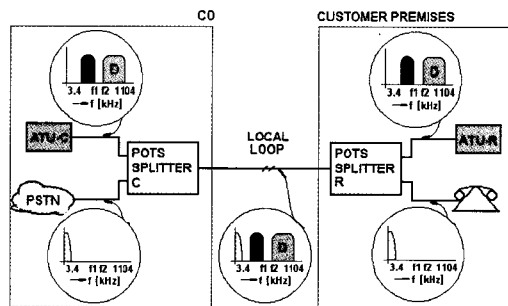 CO
CUSTOMER PREMISES
D
3.4 f1 f2 1104
f [kHz]
D
3.4 f1 f2 1104
f [kHz]
ATU-C
POTS
SPLITTER
C
LOCAL
LOOP
POTS
SPLITTER
R
ATU-R
PSTN
3.4 f1 f2 1104
f [kHz]
D
3.4 f1 f2 1104
f [kHz]
3.4 f1 f2 1104
f [kHz]